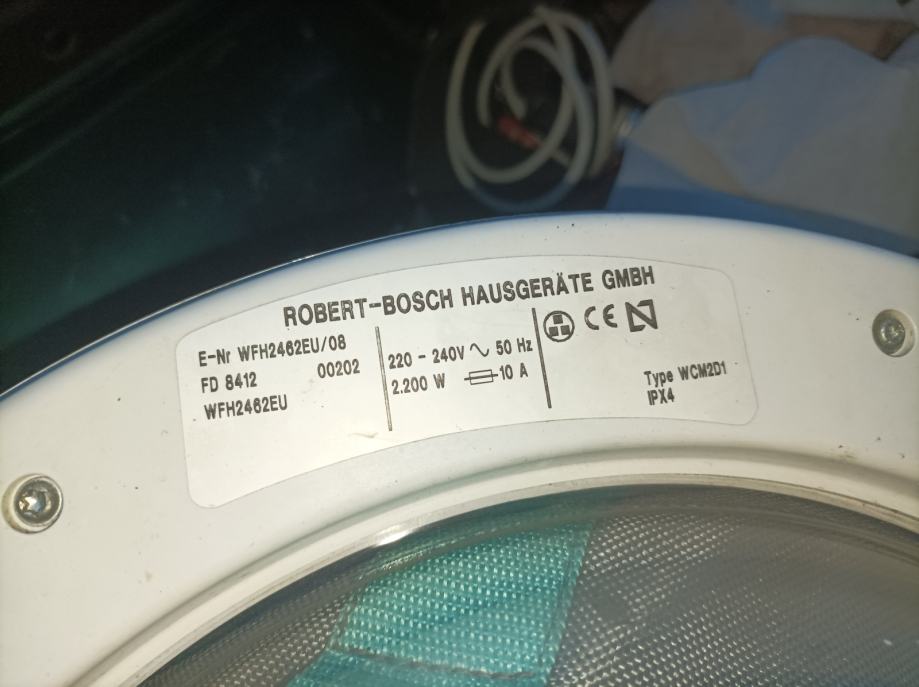 ROBERT-BOSCH HAUSGERÄTE GMBH
E-Nr WFH2462EU/08
FD 8412 00202
WFH2462EU
220 - 240V ~ 50 Hz
2.200 W 10 A
CE N
Type WCM2D1
IPX4